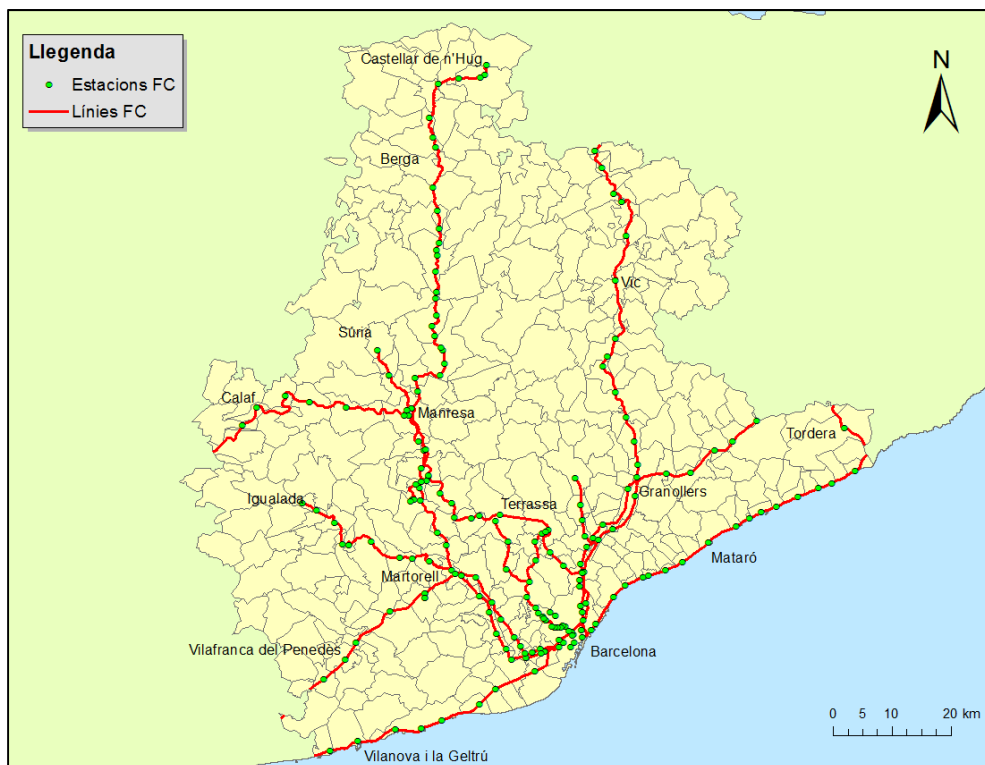 Llegenda
Estacions FC
Línies FC
Castellar de n'Hug
N
Berga
Vic
Súria
Calaf
Manresa
Tordera
Igualada
Terrassa
Granollers
Mataró
Martorell
Vilafranca del Penedès
Barcelona
0 5 10 20 km
Vilanova i la Geltrú